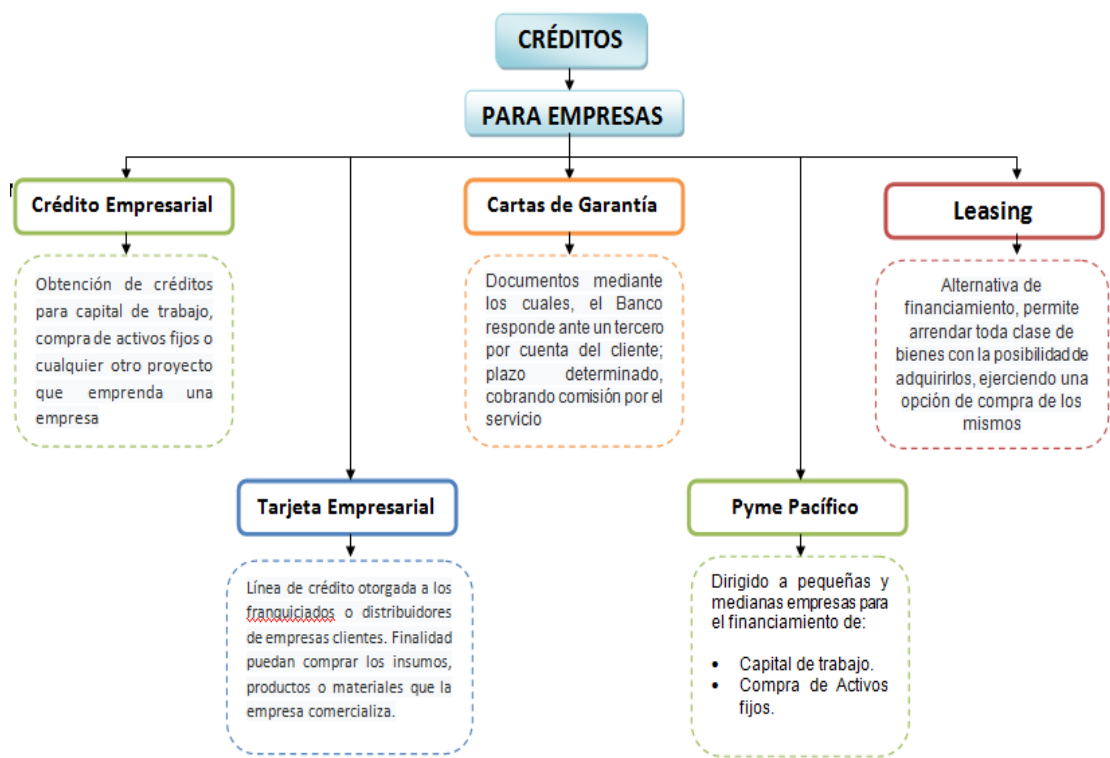 CRÉDITOS
PARA EMPRESAS
Crédito Empresarial
Obtención de créditos
para capital de trabajo,
compra de activos fijos o
cualquier otro proyecto
que emprenda una
empresa
Cartas de Garantía
Documentos mediante
los cuales, el Banco
responde ante un tercero
por cuenta del cliente;
plazo determinado,
cobrando comisión por el
servicio
Leasing
Alternativa de
financiamiento, permite
arrendar toda clase de
bienes con la posibilidad de
adquirirlos, ejerciendo una
opción de compra de los
mismos
Tarjeta Empresarial
Línea de crédito otorgada a los
franquiciados o distribuidores
de empresas clientes. Finalidad
puedan comprar los insumos,
productos o materiales que la
empresa comercializa.
Pyme Pacífico
Dirigido a pequeñas y
medianas empresas para
el financiamiento de:
• Capital de trabajo.
• Compra de Activos
fijos.